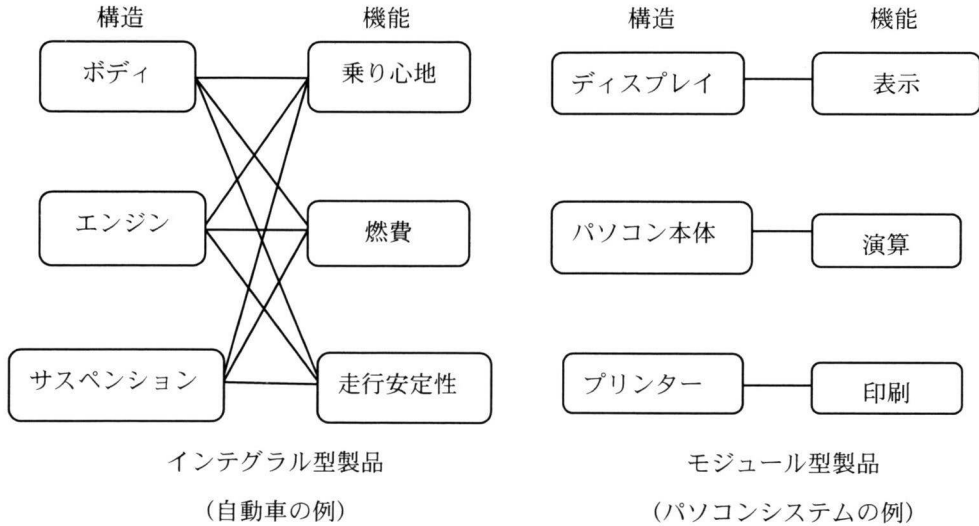 構造
機能
ボディ
乗り心地
エンジン
燃費
サスペンション
走行安定性
インテグラル型製品
（自動車の例）
構造
機能
ディスプレイ
表示
パソコン本体
演算
プリンター
印刷
モジュール型製品
（パソコンシステムの例）